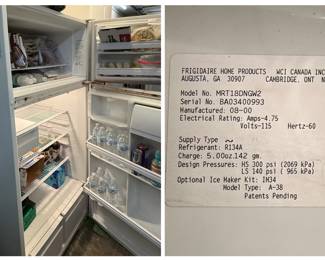 FRIGIDAIRE HOME PRODUCTS WCI CANADA INC
AUGUSTA, GA 30907 CAMBRIDGE, ONT N
Model No. MRT18DNGW2
Serial No. BA03400993
Manufactured: 08-00
Electrical Rating: Amps-4.75
Volts-115 Hertz-60
Supply Type ~
Refrigerant: R134A
Charge: 5.00oz.142 gm.
Design Pressures: HS 300 psi (2069 kPa)
LS 140 psi ( 965 kPa)
Optional Ice Maker Kit: IM34
Model Type: A-38
Patents Pending